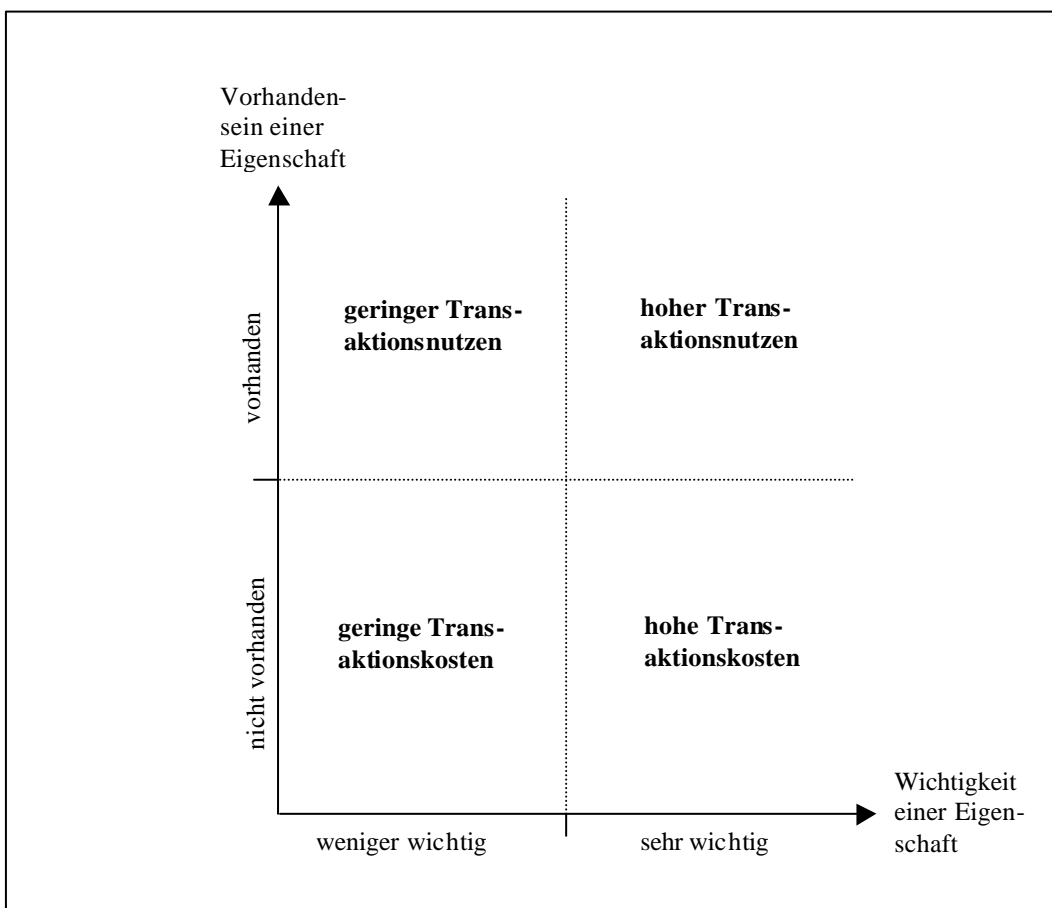 Vorhanden-
sein einer
Eigenschaft
vorhanden
geringer Trans-
aktionsnutzen
hoher Trans-
aktionsnutzen
nicht vorhanden
geringe Trans-
aktionskosten
hohe Trans-
aktionskosten
weniger wichtig
sehr wichtig
Wichtigkeit
einer Eigen-
schaft